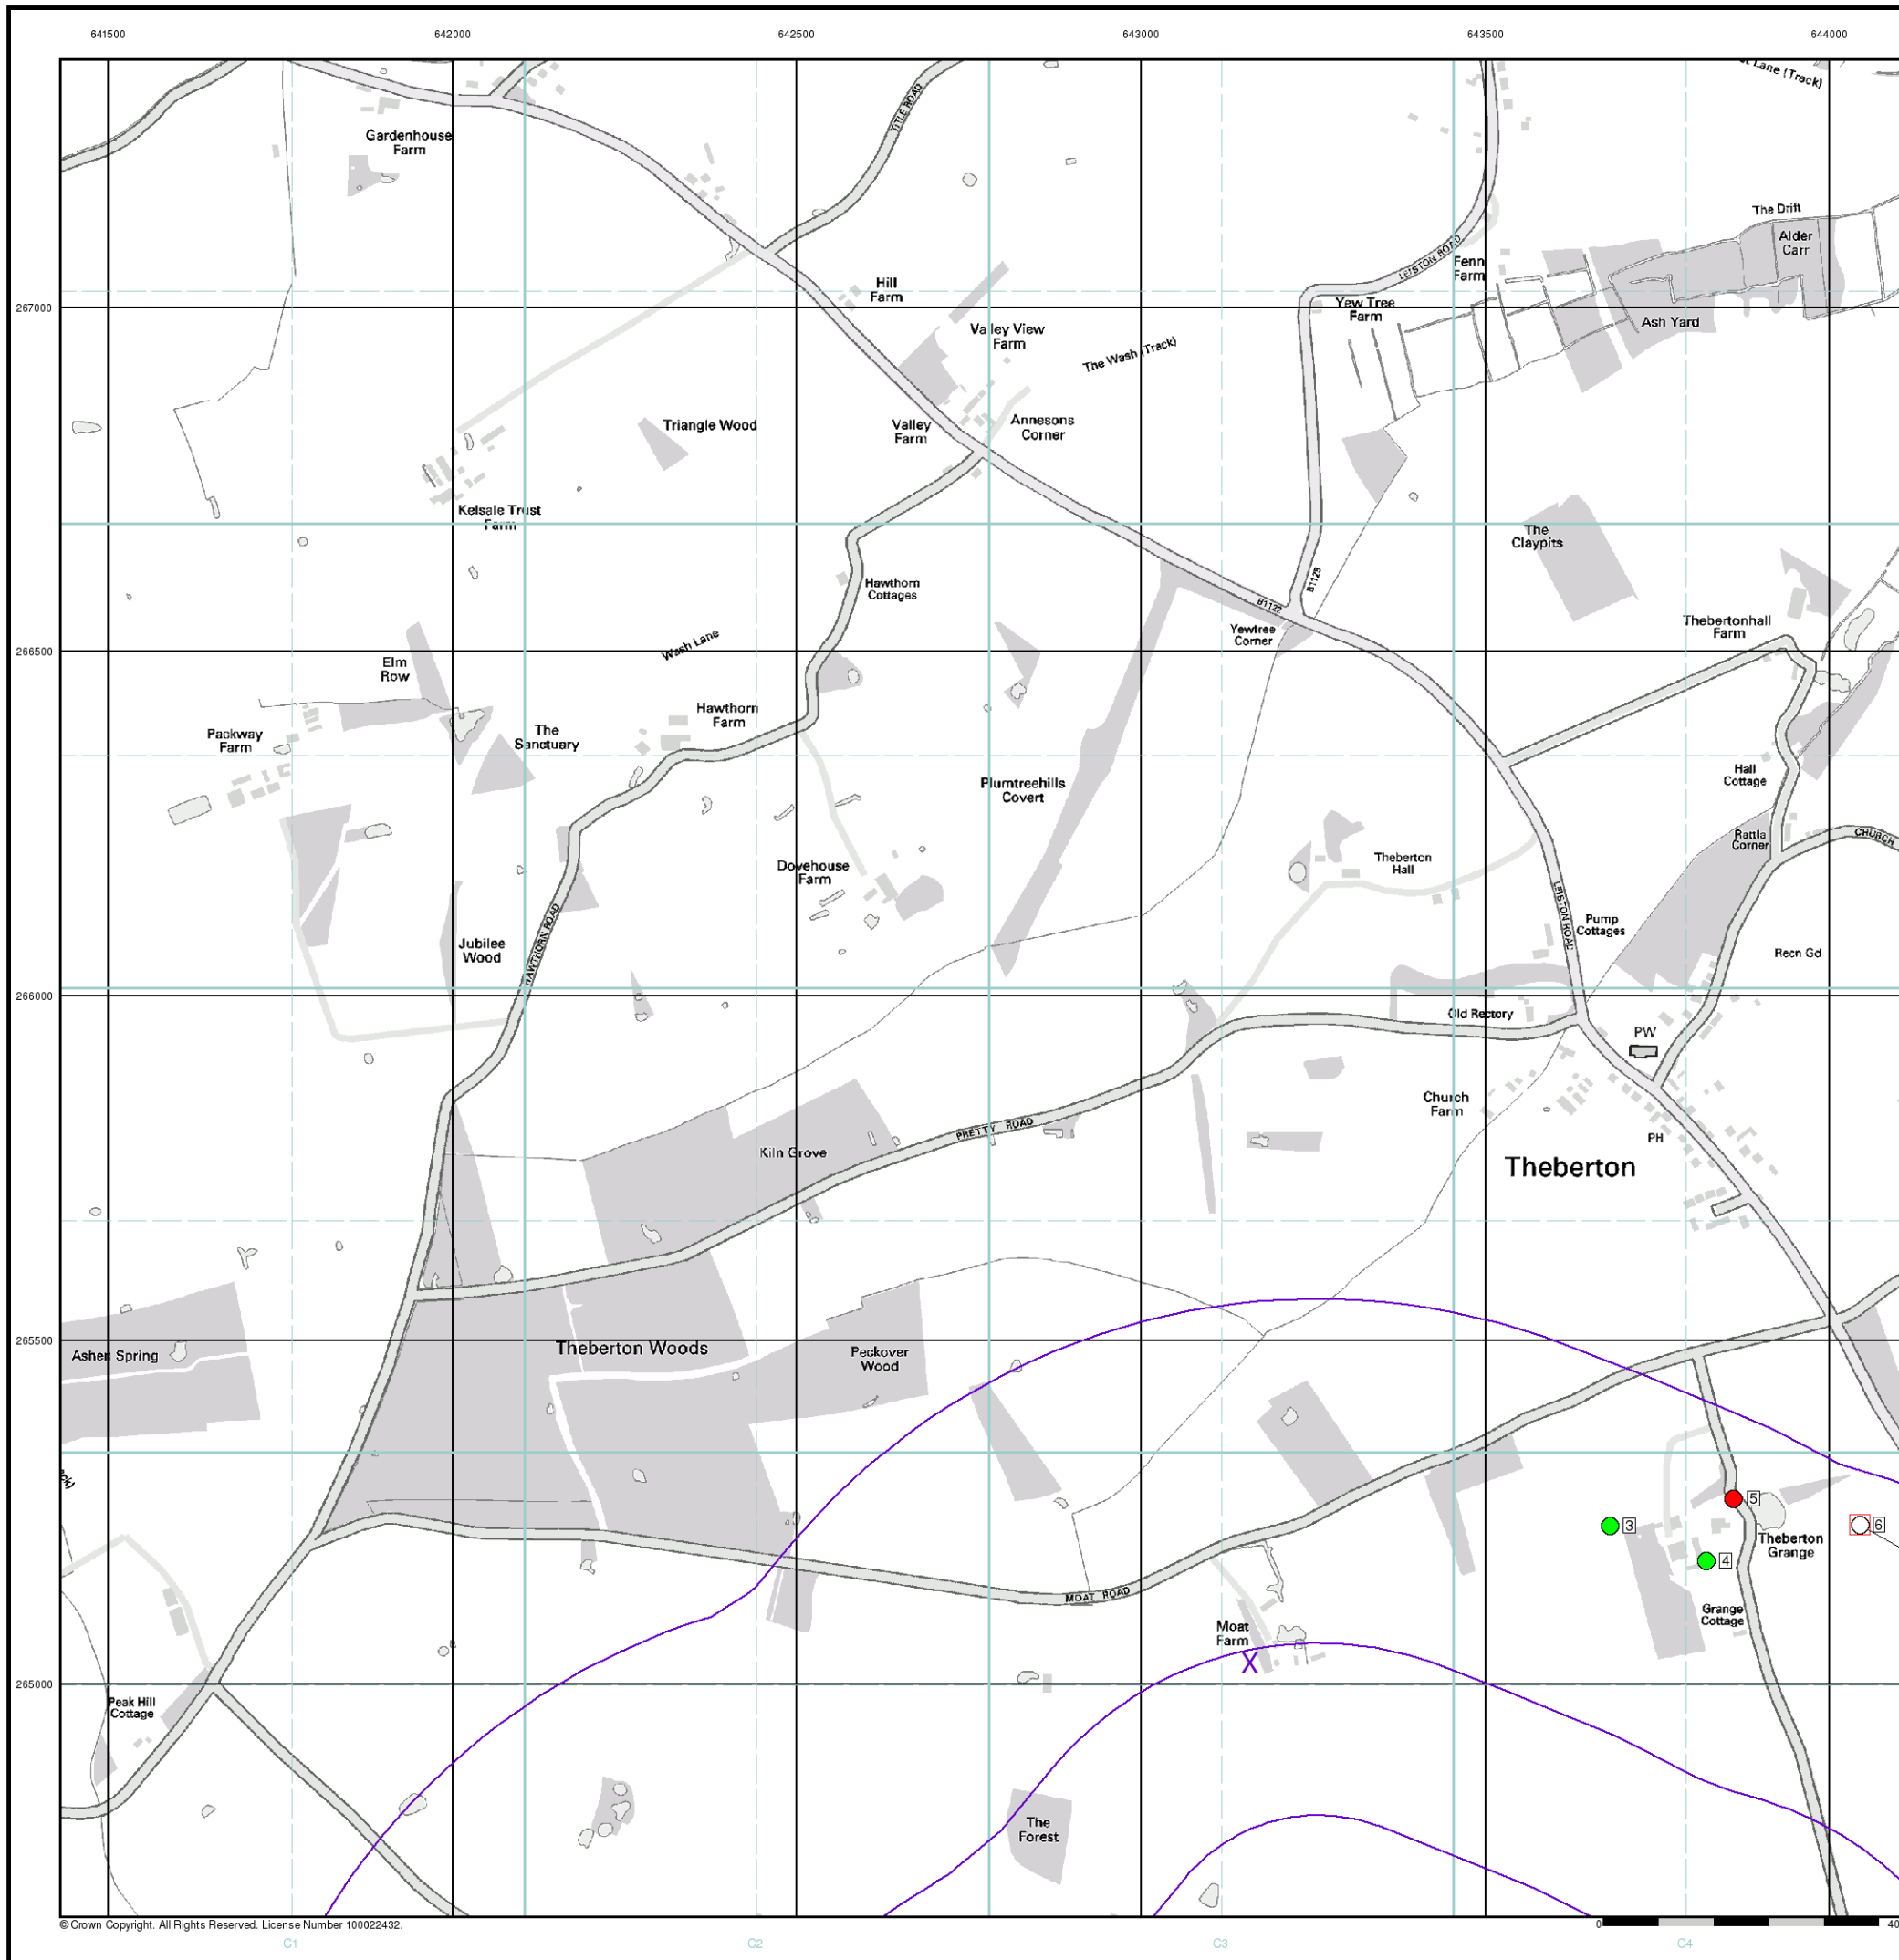 641500
642000
642500
643000
643500
644000
Lane (Track)
TITLE ROAD
Gardenhouse
Farm
The Drift
Alder
Carr
LEISTON ROAD
Fenn
Farm
Hill
Farm
267000
Yew Tree
Farm
Ash Yard
Valley View
Farm
The Wash (Track)
Triangle Wood
Valley
Farm
Annesons
Corner
Kelsale Trust
Farm
The
Claypits
B1125
Hawthorn
Cottages
B1122
Thebertonhall
Farm
Yewtree
Corner
Wash Lane
266500
Elm
Row
Hawthorn
Farm
Packway
Farm
The
Sanctuary
Hall
Cottage
Plumtreehills
Covert
Rattla
Corner
CHURCH
Theberton
Hall
Dovehouse
Farm
LEISTON ROAD
Pump
Cottages
HAWTHORN ROAD
Jubilee
Wood
Recn Gd
266000
Old Rectory
PW
Church
Farm
PRETTY ROAD
PH
Kiln Grove
Theberton
265500
Theberton Woods
Ashen Spring
Peckover
Wood
5
3
6
Theberton
Grange
4
MOAT ROAD
Grange
Cottage
Moat
Farm
X
265000
Peak Hill
Cottage
The
Forest
© Crown Copyright. All Rights Reserved. License Number 100022432.
0
40
C1
C2
C3
C4